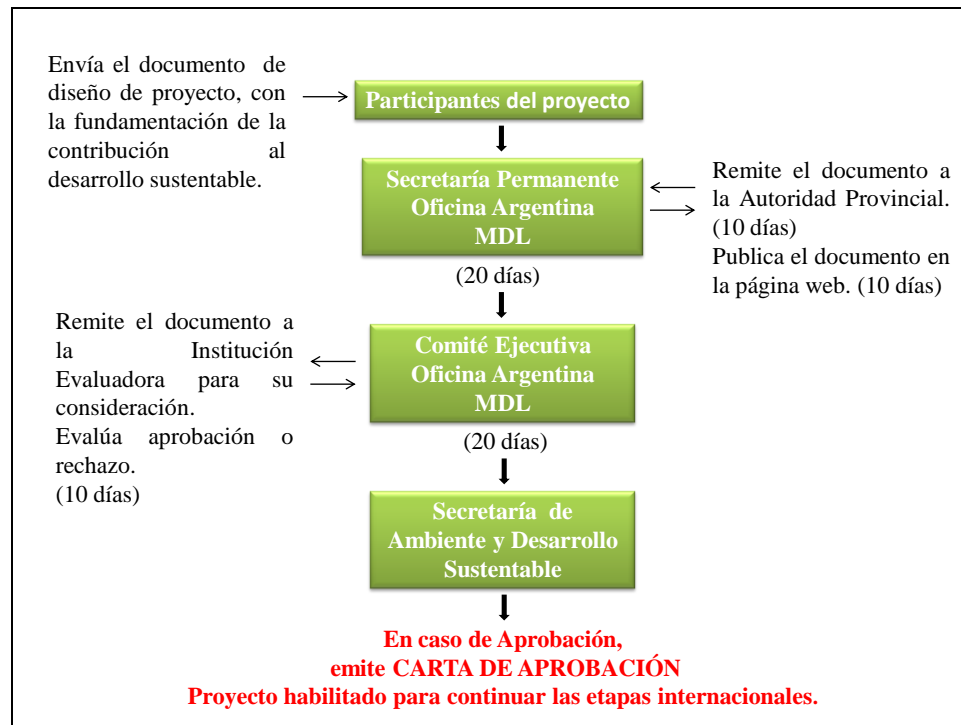 Envía el documento de
diseño de proyecto, con
la fundamentación de la
contribución al
desarrollo sustentable.
Participantes del proyecto
Secretaría Permanente
Oficina Argentina
MDL
Remite el documento a
la Autoridad Provincial.
(10 días)
Publica el documento en
la página web. (10 días)
(20 días)
Remite el documento a
la Institución
Evaluadora para su
consideración.
Evalúa aprobación o
rechazo.
(10 días)
Comité Ejecutiva
Oficina Argentina
MDL
(20 días)
Secretaría de
Ambiente y Desarrollo
Sustentable
En caso de Aprobación,
emite CARTA DE APROBACIÓN
Proyecto habilitado para continuar las etapas internacionales.